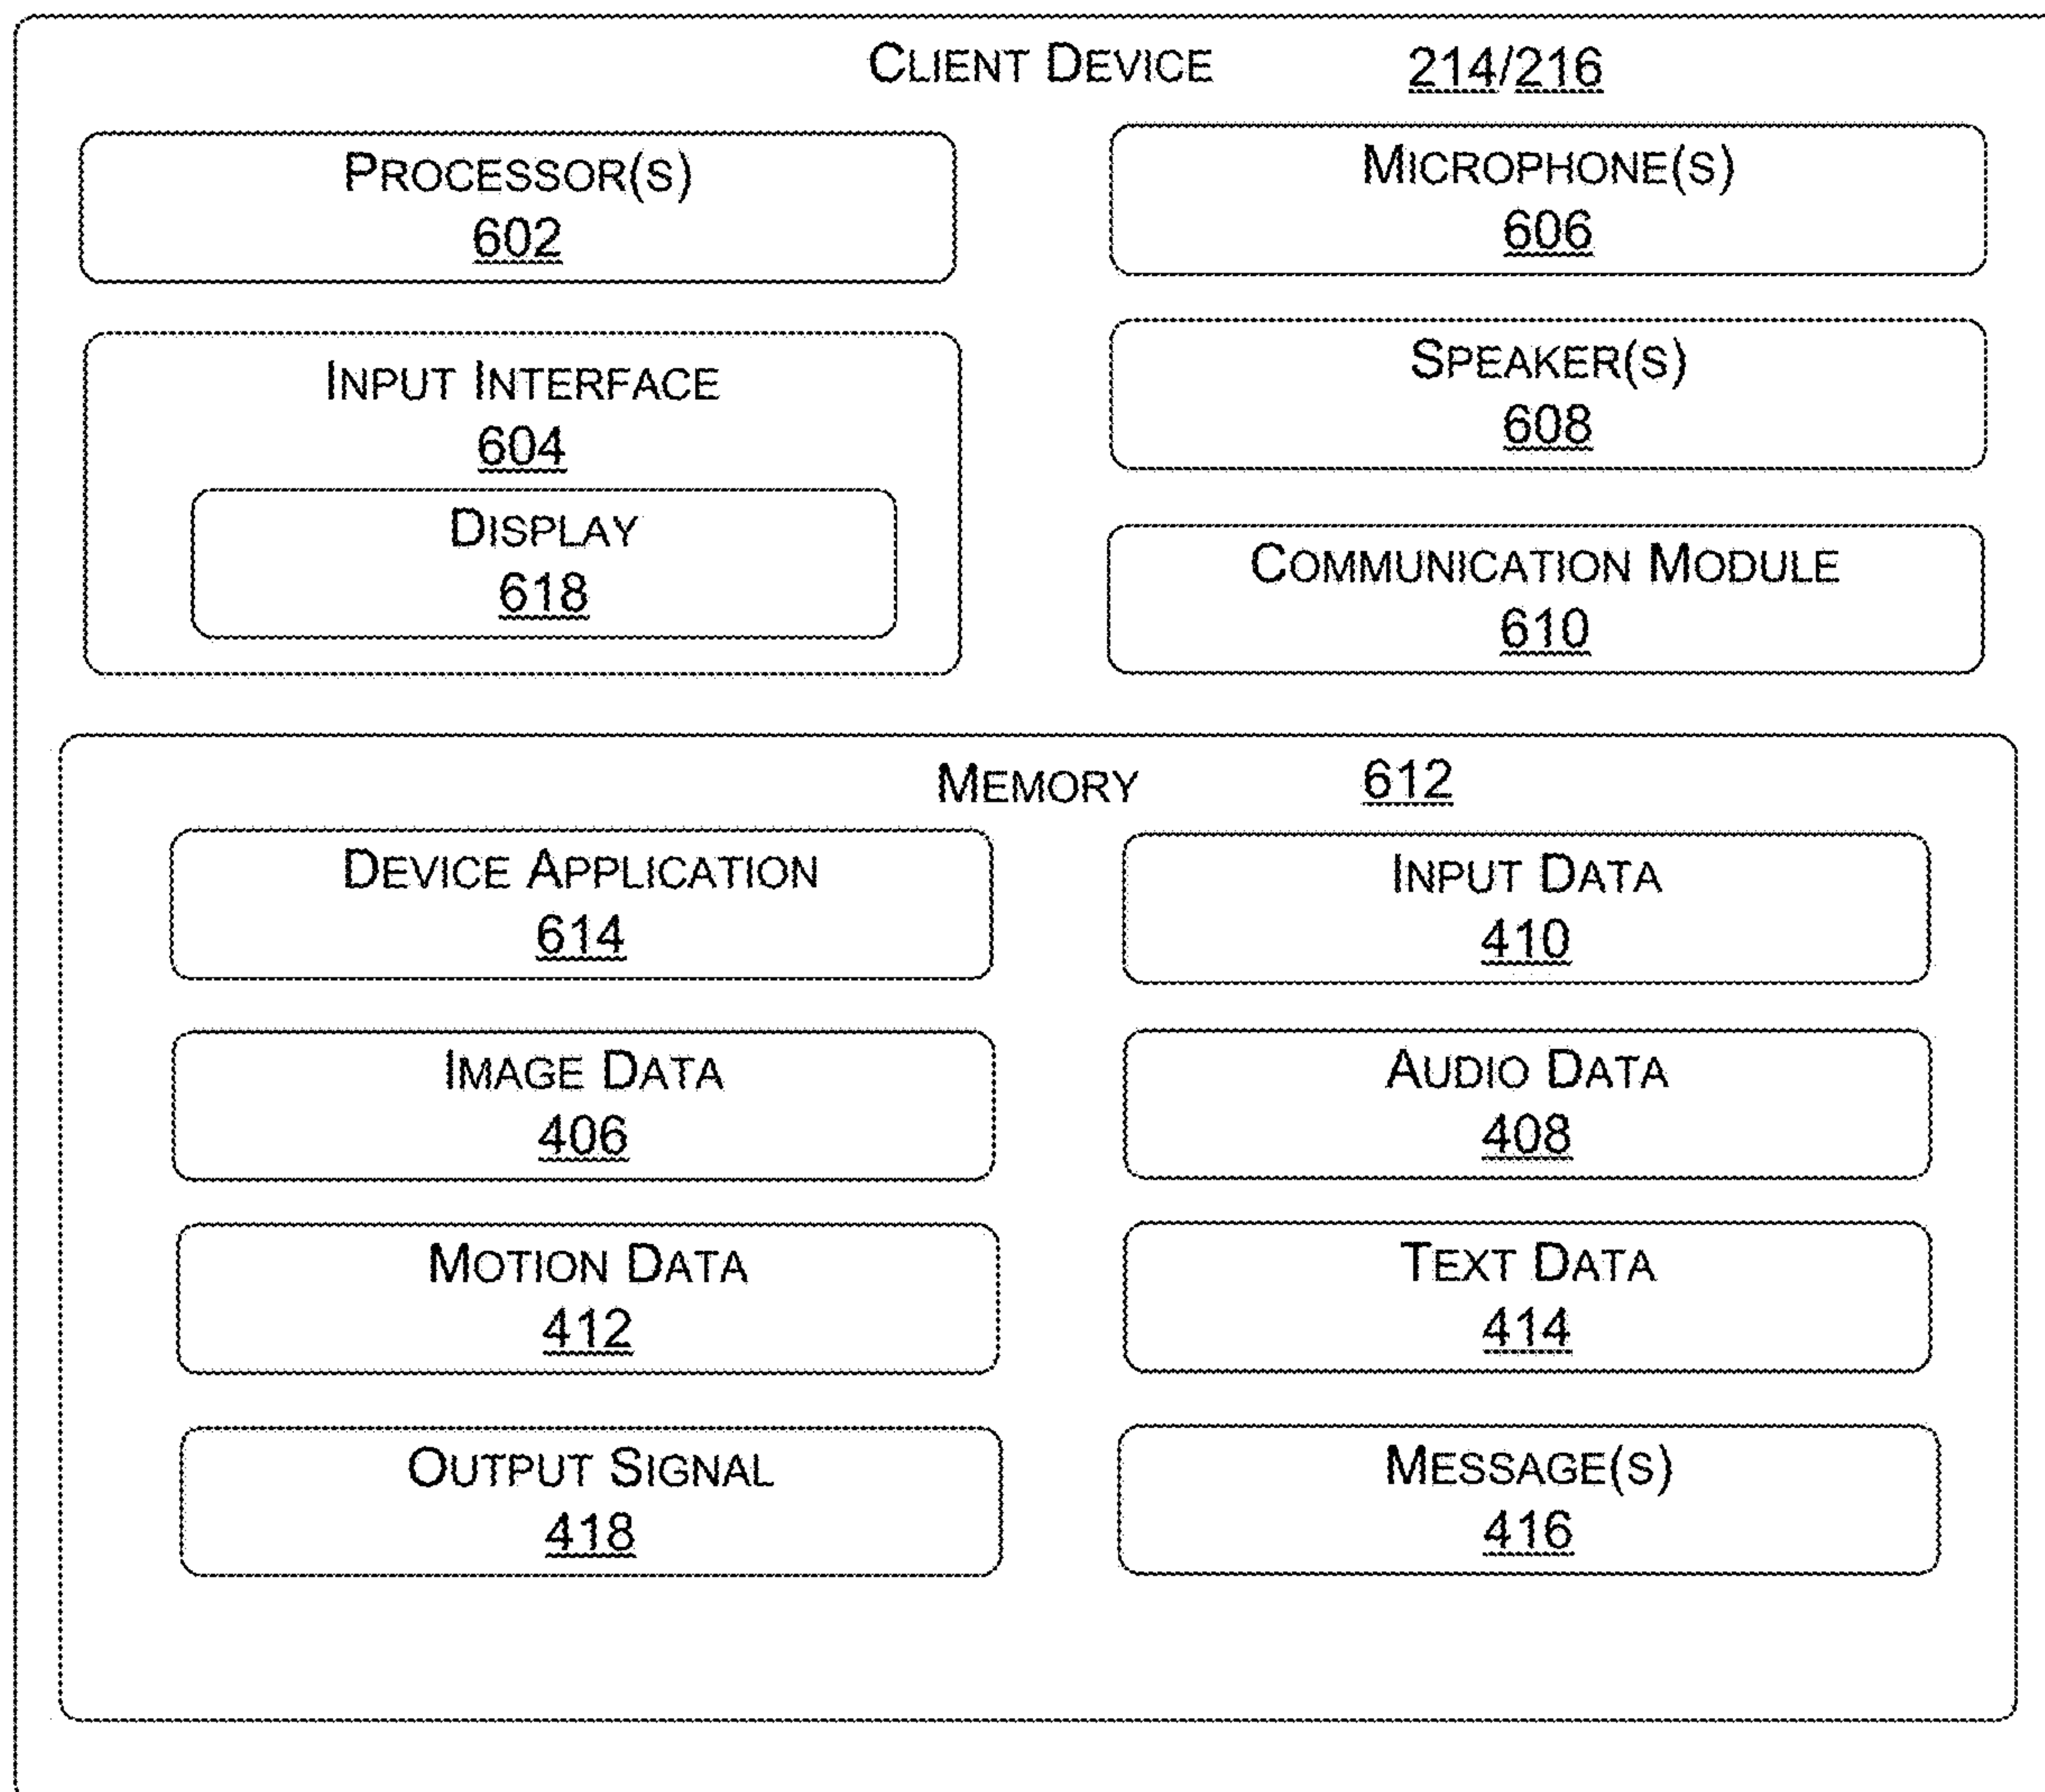 CLIENT DEVICE 214/216
PROCESSOR(S)
602
MICROPHONE(S)
606
INPUT INTERFACE
604
DISPLAY
618
SPEAKER(S)
608
COMMUNICATION MODULE
610
MEMORY 612
DEVICE APPLICATION
614
INPUT DATA
410
IMAGE DATA
406
AUDIO DATA
408
MOTION DATA
412
TEXT DATA
414
OUTPUT SIGNAL
418
MESSAGE(S)
416